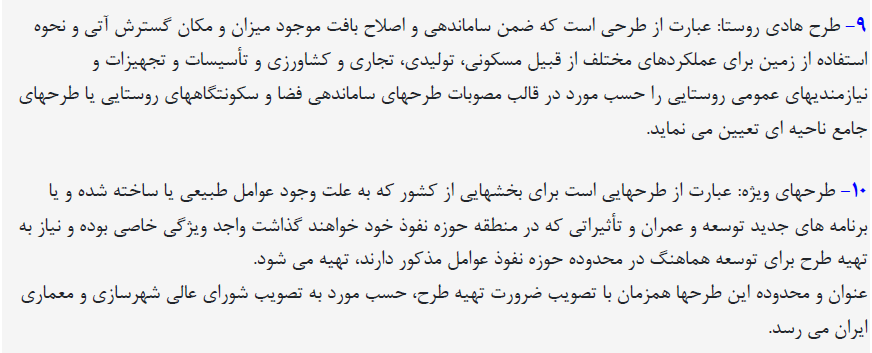 ۹- طرح هادی روستا: عبارت از طرحی است که ضمن ساماندهی و اصلاح بافت موجود میزان و مکان گسترش آتی و نحوه
استفاده از زمین برای عملکردهای مختلف از قبیل مسکونی، تولیدی، تجاری و کشاورزی و تأسیسات و تجهیزات و
نیازمندیهای عمومی روستایی را حسب مورد در قالب مصوبات طرحهای ساماندهی فضا و سکونتگاههای روستایی یا طرحهای
جامع ناحیه ای تعیین می نماید.
۱۰- طرحهای ویژه: عبارت از طرحهایی است برای بخشهایی از کشور که به علت وجود عوامل طبیعی یا ساخته شده و یا
برنامه های جدید توسعه و عمران و تأثیراتی که در منطقه حوزه نفوذ خود خواهند گذاشت واجد ویژگی خاصی بوده و نیاز به
تهیه طرح برای توسعه هماهنگ در محدوده حوزه نفوذ عوامل مذکور دارند، تهیه می شود.
عنوان و محدوده این طرحها همزمان با تصویب ضرورت تهیه طرح، حسب مورد به تصویب شورای عالی شهرسازی و معماری
ایران می رسد.